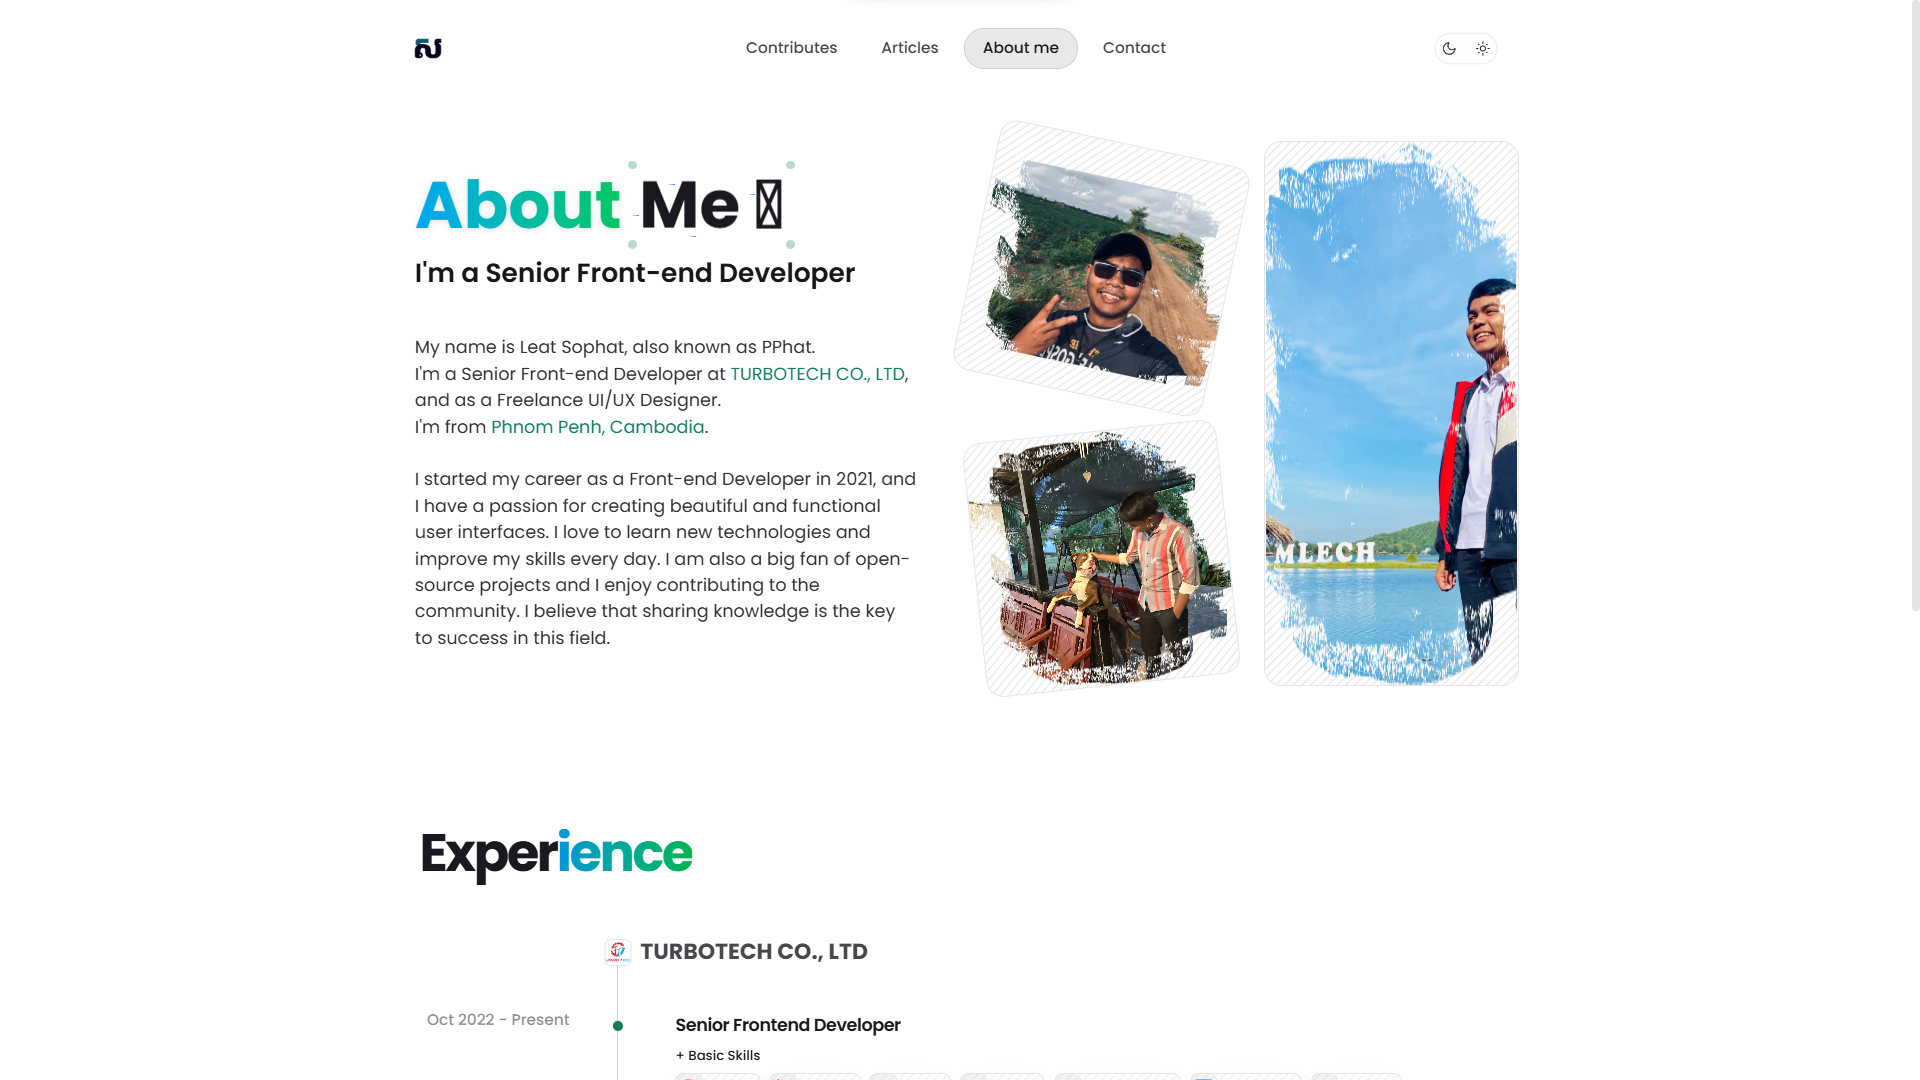 Contributes
Articles
About me
Contact
About Me
I'm a Senior Front-end Developer
My name is Leat Sophat, also known as PPhat.
I'm a Senior Front-end Developer at TURBOTECH CO., LTD,
and as a Freelance UI/UX Designer.
I'm from Phnom Penh, Cambodia.
I started my career as a Front-end Developer in 2021, and
I have a passion for creating beautiful and functional
user interfaces. I love to learn new technologies and
improve my skills every day. I am also a big fan of open-
source projects and I enjoy contributing to the
community. I believe that sharing knowledge is the key
to success in this field.
MLECH
Experience
TURBOTECH CO., LTD
Oct 2022 - Present
Senior Frontend Developer
+ Basic Skills